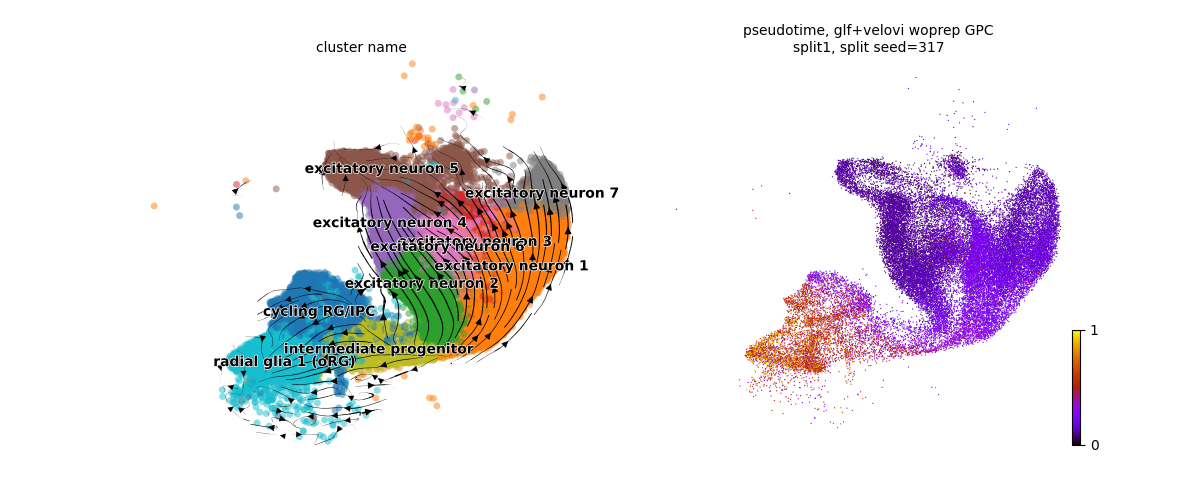 cluster name
pseudotime, glf+velovi woprep GPC
split1, split seed=317
excitatory neuron 5
excitatory neuron 7
excitatory neuron 4
excitatory neuron 3
excitatory neuron 6
excitatory neuron 1
excitatory neuron 2
cycling RG/IPC
intermediate progenitor
radial glia 1 (oRG)
1
0